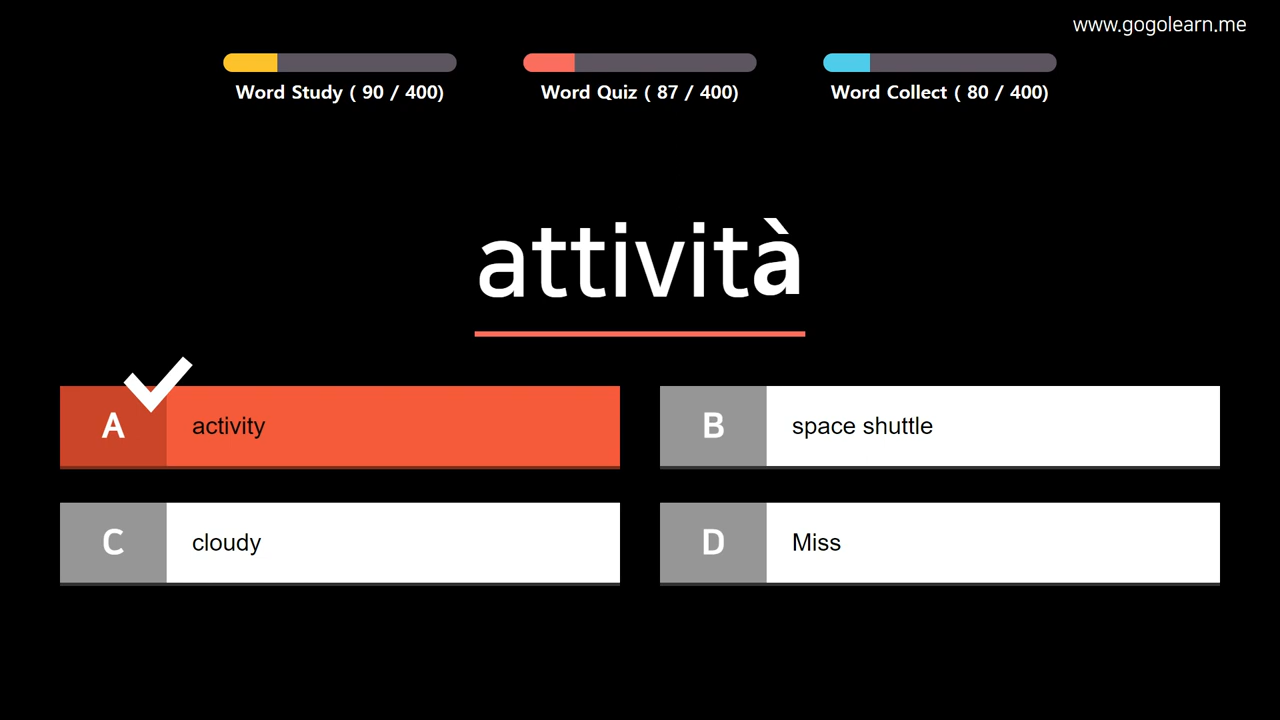 www.gogolearn.me
Word Study ( 90 / 400)
Word Quiz ( 87 / 400)
Word Collect ( 80 / 400)
attività
A activity
B space shuttle
C cloudy
D Miss